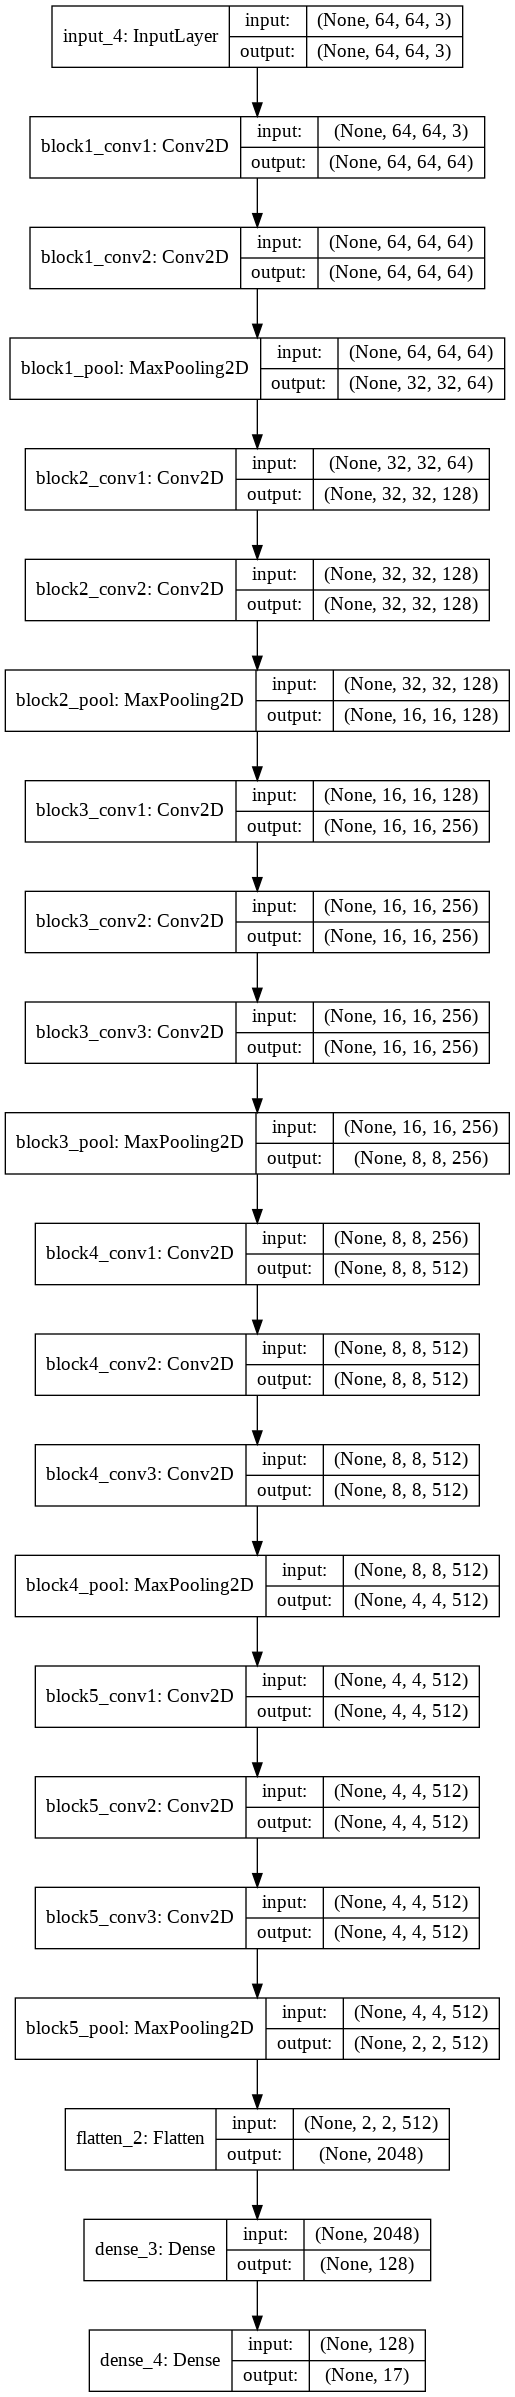 input_4: InputLayer
input: (None, 64, 64, 3)
output: (None, 64, 64, 3)
block1_conv1: Conv2D
input: (None, 64, 64, 3)
output: (None, 64, 64, 64)
block1_conv2: Conv2D
input: (None, 64, 64, 64)
output: (None, 64, 64, 64)
block1_pool: MaxPooling2D
input: (None, 64, 64, 64)
output: (None, 32, 32, 64)
block2_conv1: Conv2D
input: (None, 32, 32, 64)
output: (None, 32, 32, 128)
block2_conv2: Conv2D
input: (None, 32, 32, 128)
output: (None, 32, 32, 128)
block2_pool: MaxPooling2D
input: (None, 32, 32, 128)
output: (None, 16, 16, 128)
block3_conv1: Conv2D
input: (None, 16, 16, 128)
output: (None, 16, 16, 256)
block3_conv2: Conv2D
input: (None, 16, 16, 256)
output: (None, 16, 16, 256)
block3_conv3: Conv2D
input: (None, 16, 16, 256)
output: (None, 16, 16, 256)
block3_pool: MaxPooling2D
input: (None, 16, 16, 256)
output: (None, 8, 8, 256)
block4_conv1: Conv2D
input: (None, 8, 8, 256)
output: (None, 8, 8, 512)
block4_conv2: Conv2D
input: (None, 8, 8, 512)
output: (None, 8, 8, 512)
block4_conv3: Conv2D
input: (None, 8, 8, 512)
output: (None, 8, 8, 512)
block4_pool: MaxPooling2D
input: (None, 8, 8, 512)
output: (None, 4, 4, 512)
block5_conv1: Conv2D
input: (None, 4, 4, 512)
output: (None, 4, 4, 512)
block5_conv2: Conv2D
input: (None, 4, 4, 512)
output: (None, 4, 4, 512)
block5_conv3: Conv2D
input: (None, 4, 4, 512)
output: (None, 4, 4, 512)
block5_pool: MaxPooling2D
input: (None, 4, 4, 512)
output: (None, 2, 2, 512)
flatten_2: Flatten
input: (None, 2, 2, 512)
output: (None, 2048)
dense_3: Dense
input: (None, 2048)
output: (None, 128)
dense_4: Dense
input: (None, 128)
output: (None, 17)